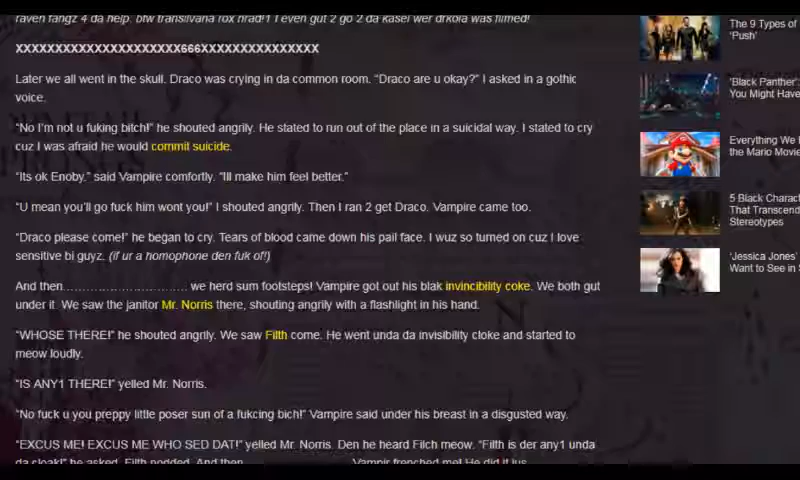 raven fangz 4 da help. btw transilvana rox hrad!1 I even gut 2 go 2 da kasel wer drkola was filmed!
XXXXXXXXXXXXXXXXXXXXX666XXXXXXXXXXXXXXX
Later we all went in the skull. Draco was crying in da common room. “Draco are u okay?” I asked in a gothic
voice.
“No I’m not u fuking bitch!” he shouted angrily. He stated to run out of the place in a suicidal way. I stated to cry
cuz I was afraid he would commit suicide.
“Its ok Enoby.” said Vampire comfortly. “Ill make him feel better.”
“U mean you’ll go fuck him wont you!” I shouted angrily. Then I ran 2 get Draco. Vampire came too.
“Draco please come!” he began to cry. Tears of blood came down his pail face. I wuz so turned on cuz I love
sensitive bi guyz. (if ur a homophone den fuk of!)
And then…………………………… we herd sum footsteps! Vampire got out his blak invincibility coke. We both gut
under it. We saw the janitor Mr. Norris there, shouting angrily with a flashlight in his hand.
“WHOSE THERE!” he shouted angrily. We saw Filth come. He went unda da invisibility cloke and started to
meow loudly.
“IS ANY1 THERE!” yelled Mr. Norris.
“No fuck u you preppy little poser sun of a fukcing bich!” Vampire said under his breast in a disgusted way.
“EXCUS ME! EXCUS ME WHO SED DAT!” yelled Mr. Norris. Den he heard Filch meow. “Filth is der any1 unda
da cloak!” he asked. Filth nodded. And then Vampir frenched me! He did it jus
The 9 Types of
‘Push’
‘Black Panther’:
You Might Have
Everything We
the Mario Movie
5 Black Charact
That Transcend
Stereotypes
‘Jessica Jones’
Want to See in